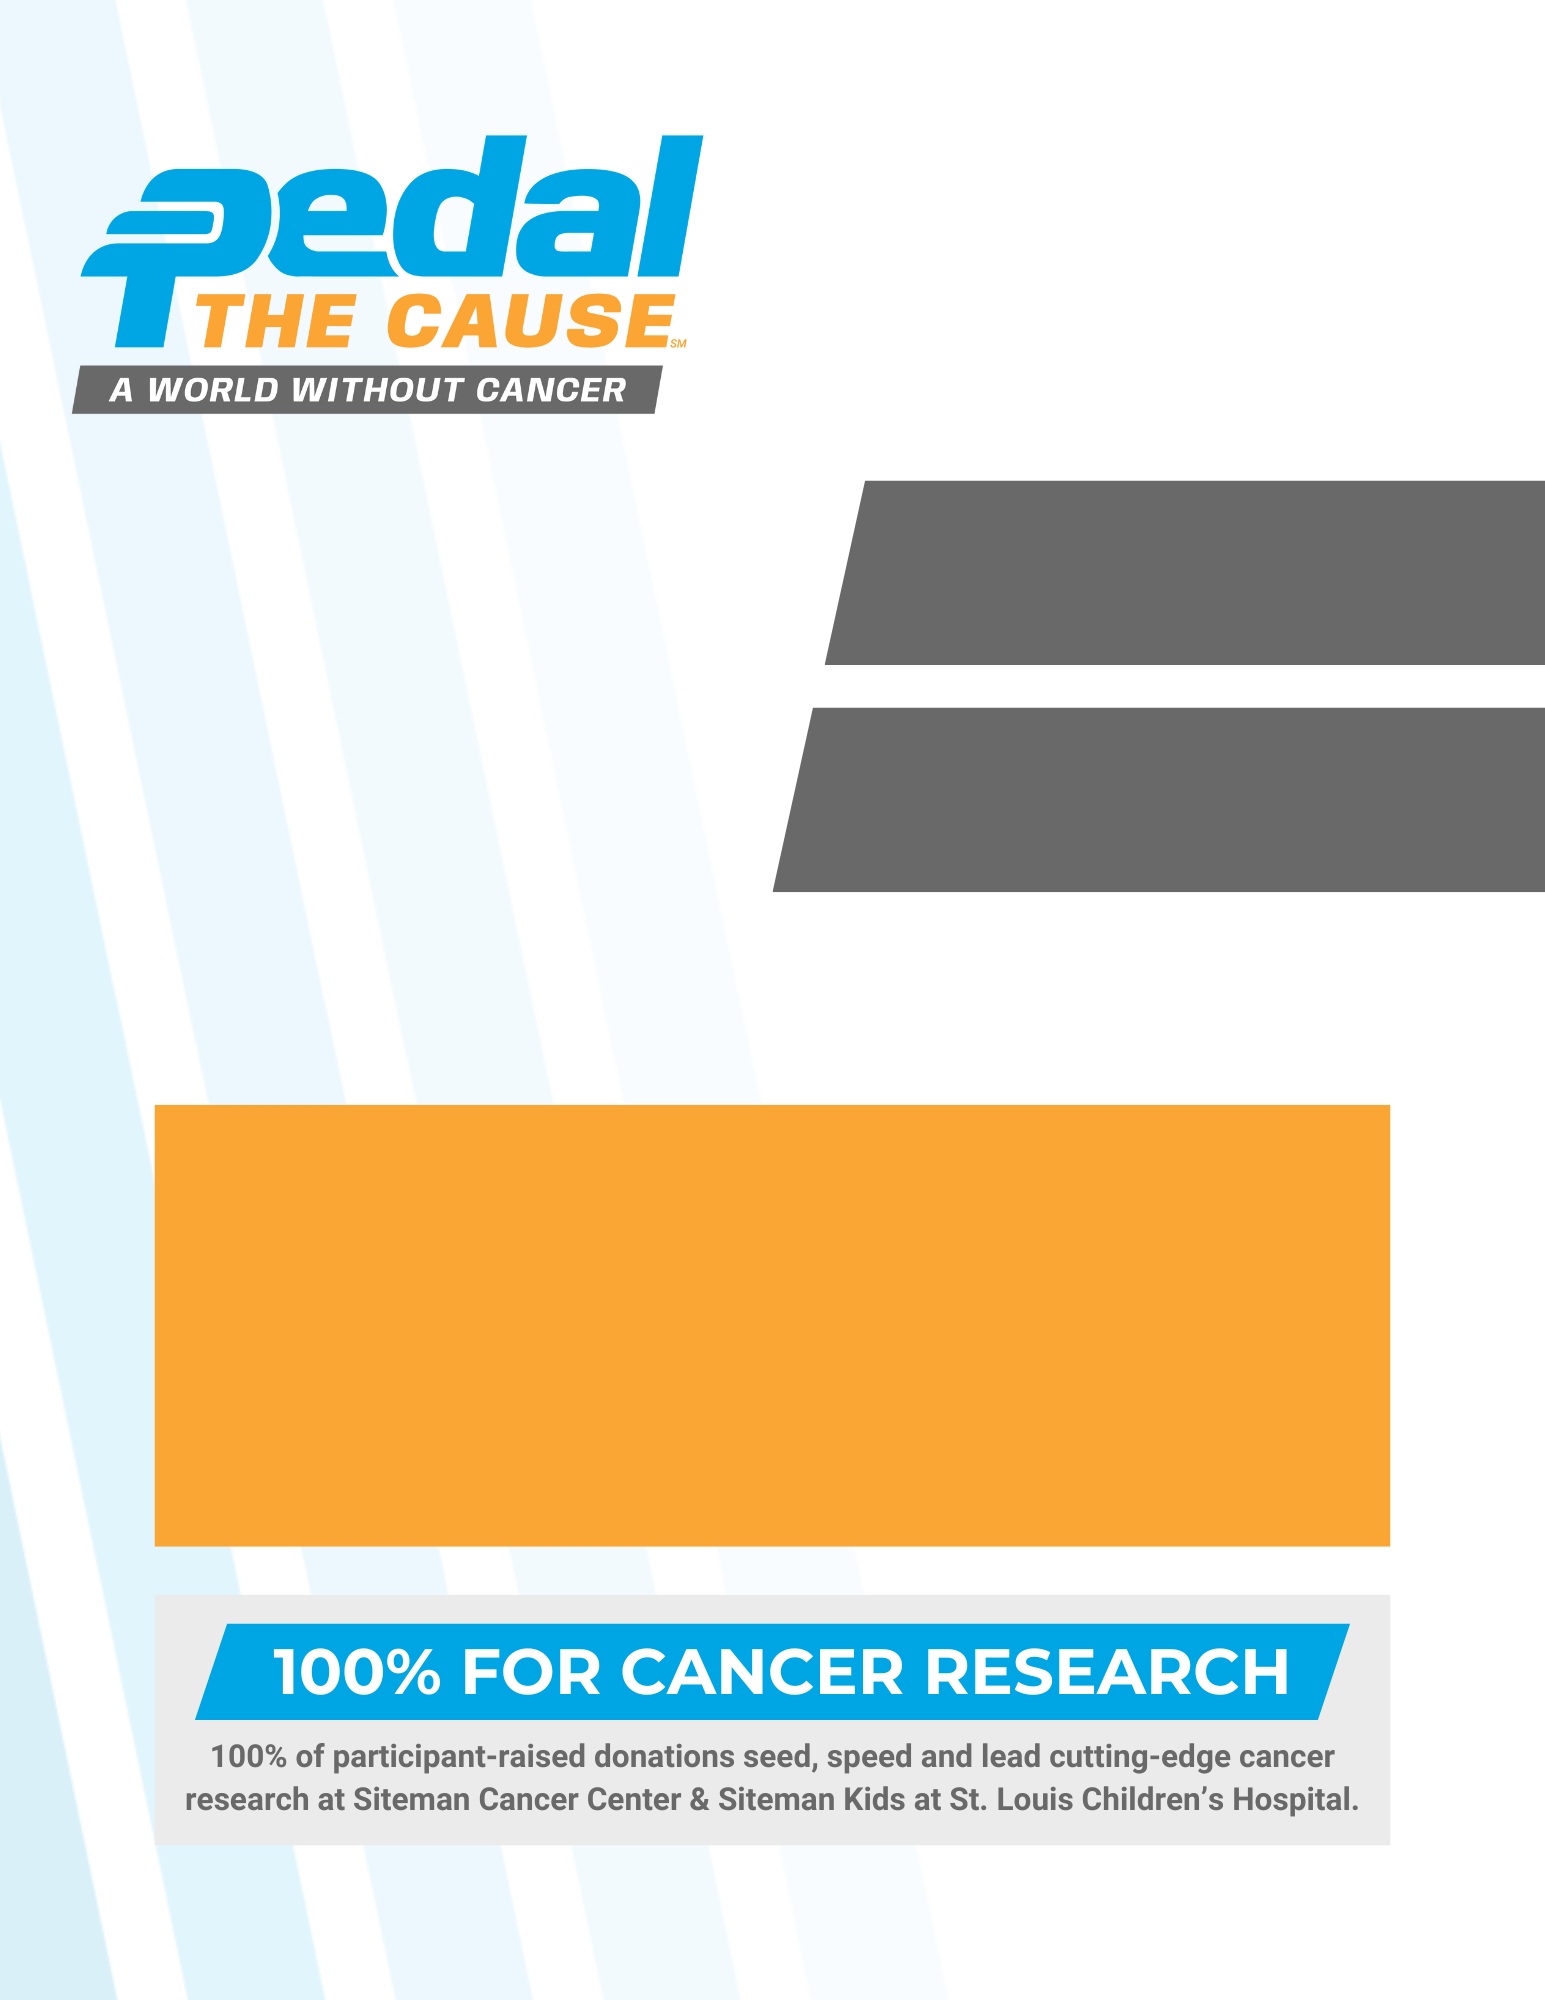 pedal
THE CAUSE
SM
A WORLD WITHOUT CANCER
100% FOR CANCER RESEARCH
100% of participant-raised donations seed, speed and lead cutting-edge cancer
research at Siteman Cancer Center & Siteman Kids at St. Louis Children’s Hospital.